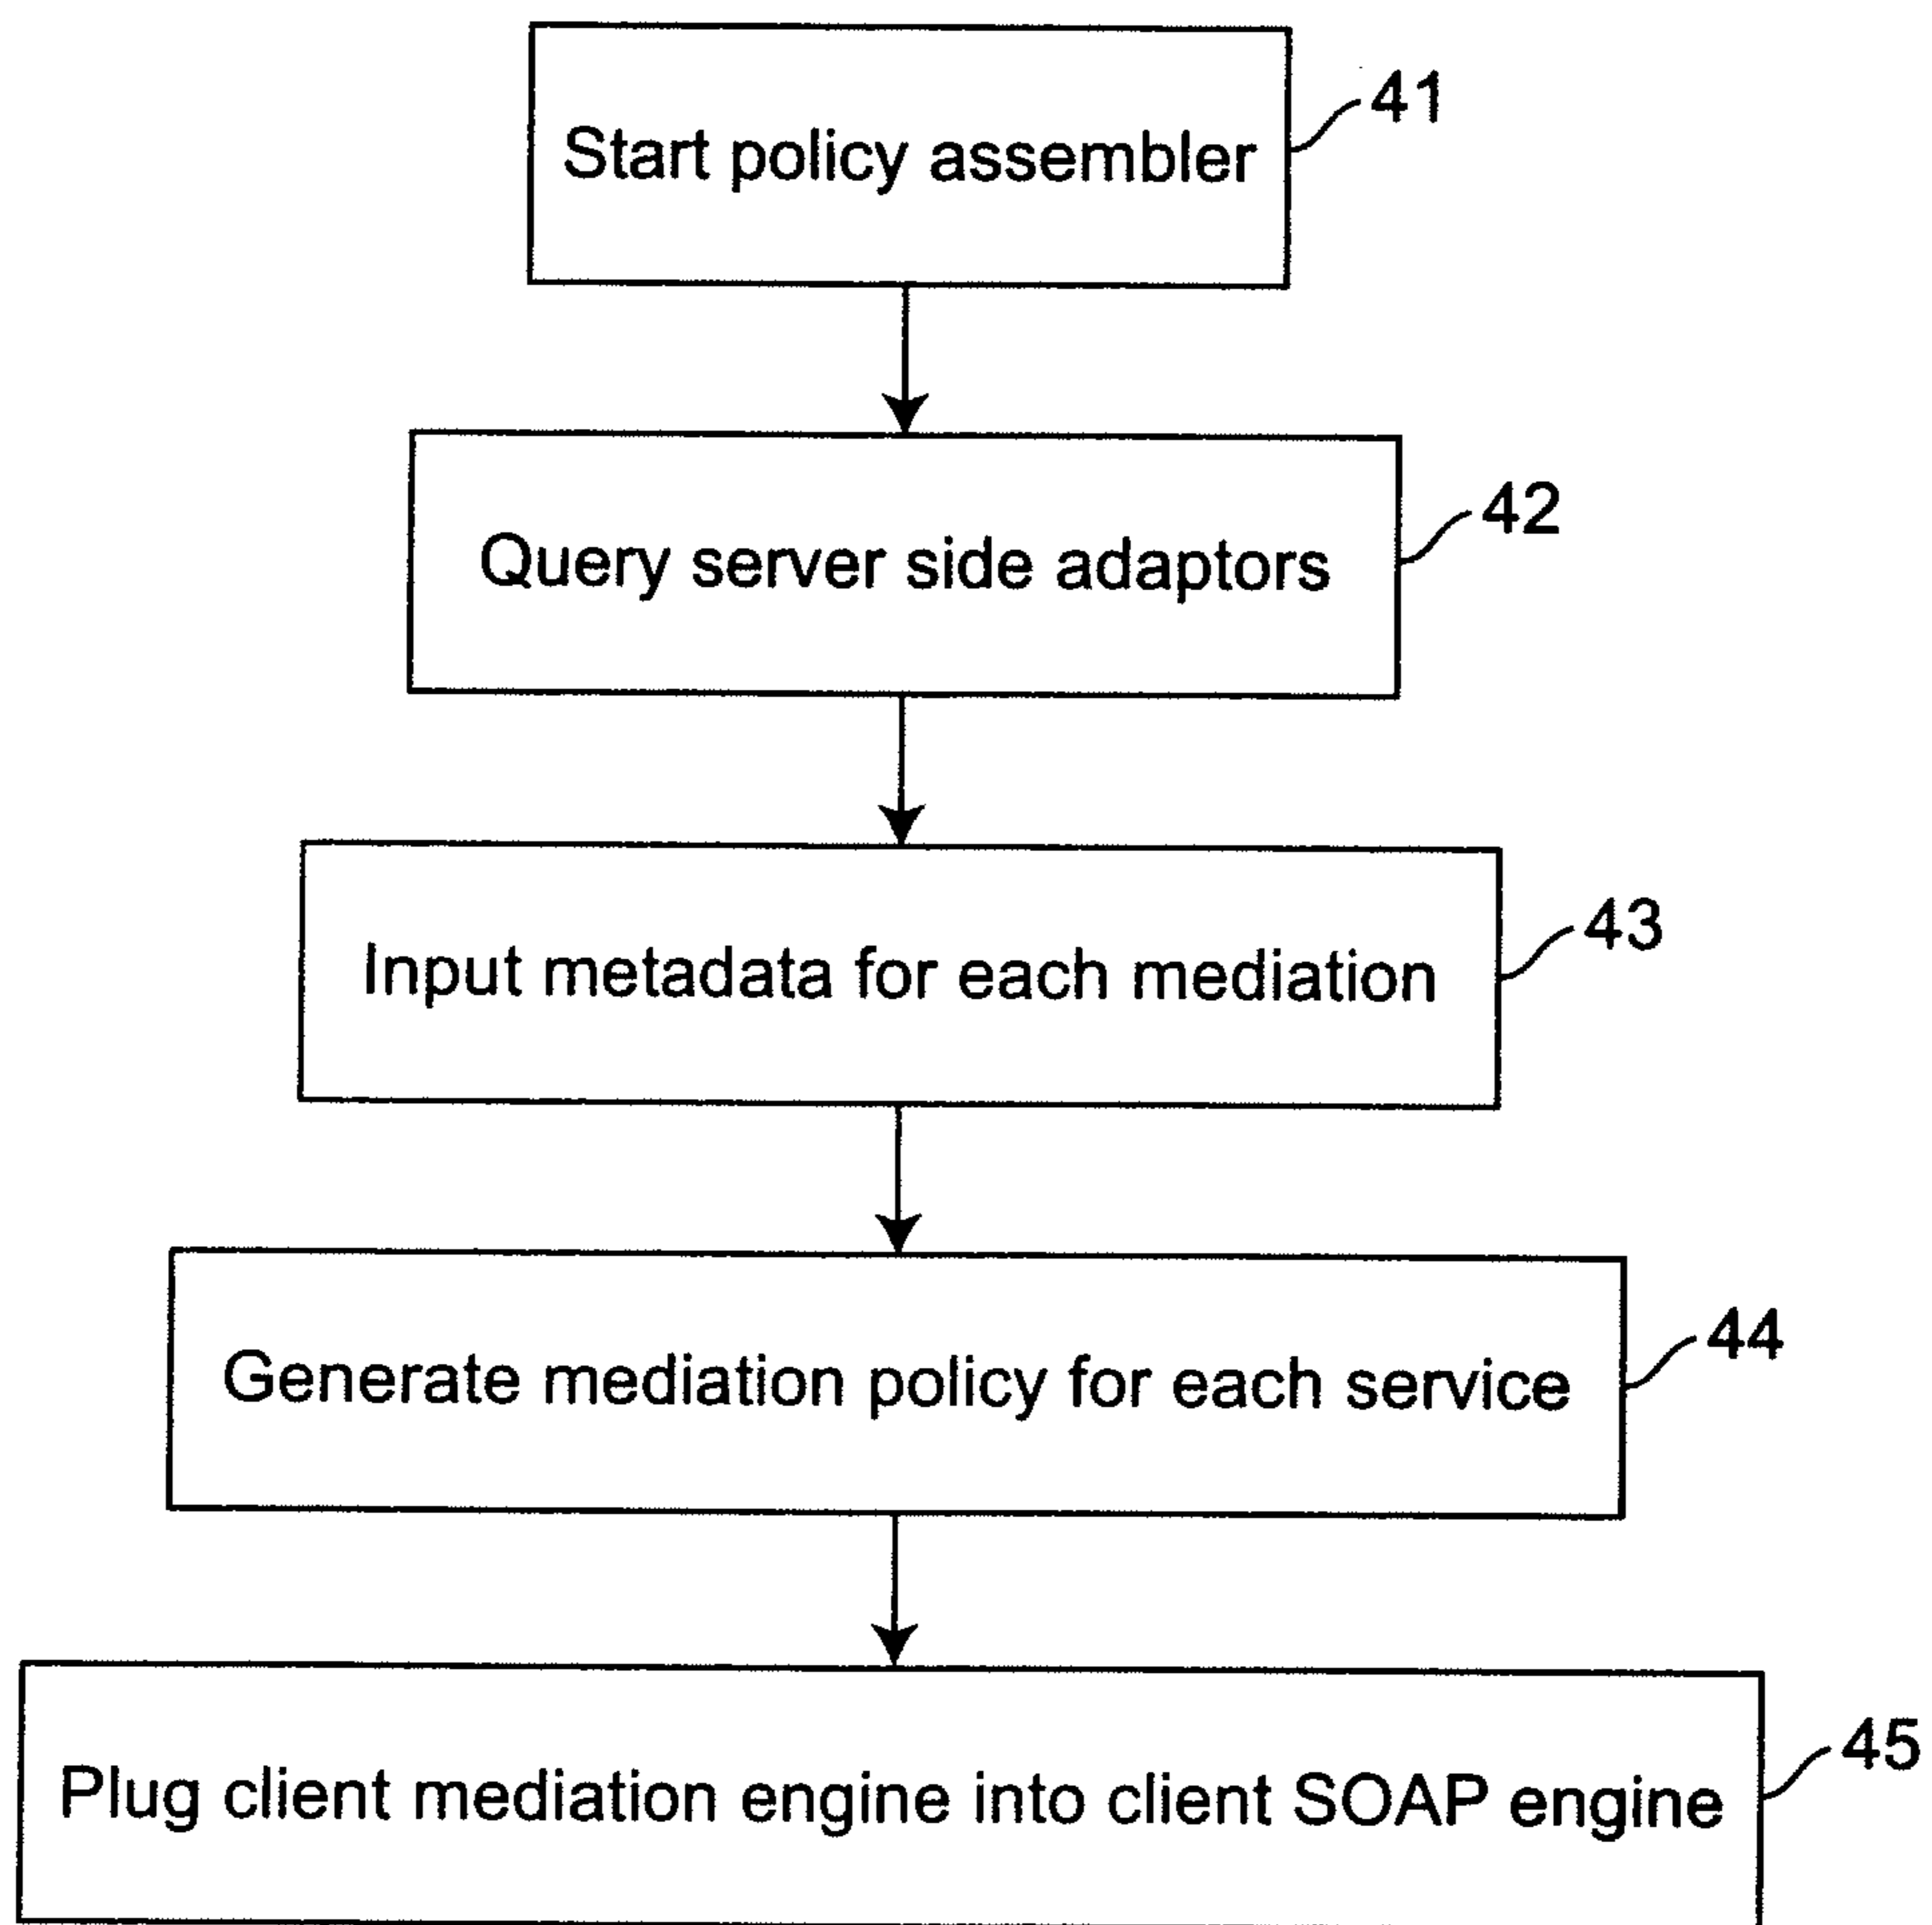 Start policy assembler
41
Query server side adaptors
42
Input metadata for each mediation
43
Generate mediation policy for each service
44
Plug client mediation engine into client SOAP engine
45